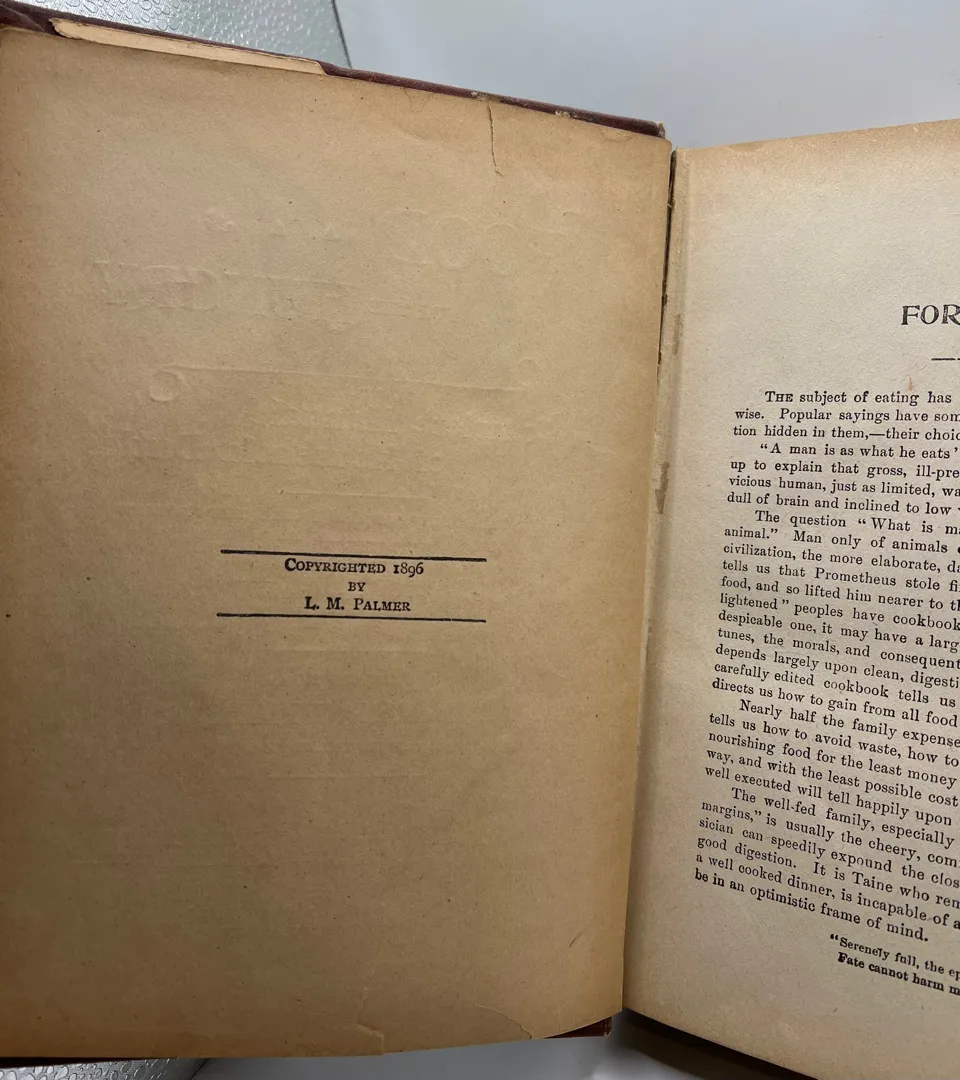 COPYRIGHTED 1896
BY
L. M. PALMER
FOR
THE subject of eating has
wise. Popular sayings have som
tion hidden in them,—their choic
"A man is as what he eats"
up to explain that gross, ill-pre
vicious human, just as limited, wa
dull of brain and inclined to low
The question "What is ma
animal." Man only of animals
civilization, the more elaborate, da
tells us that Prometheus stole fi
food, and so lifted him nearer to th
lightened" peoples have cookbook
despicable one, it may have a larg
tunes, the morals, and consequent
depends largely upon clean, digesti
carefully edited cookbook tells us
directs us how to gain from all food
Nearly half the family expense
tells us how to avoid waste, how to
nourishing food for the least money
way, and with the least possible cost
well executed will tell happily upon
The well-fed family, especially
margins," is usually the cheery, com
sician can speedily expound the clos
good digestion. It is Taine who rem
a well cooked dinner, is incapable of a
be in an optimistic frame of mind.
"Serenely full, the ep
Fate cannot harm m